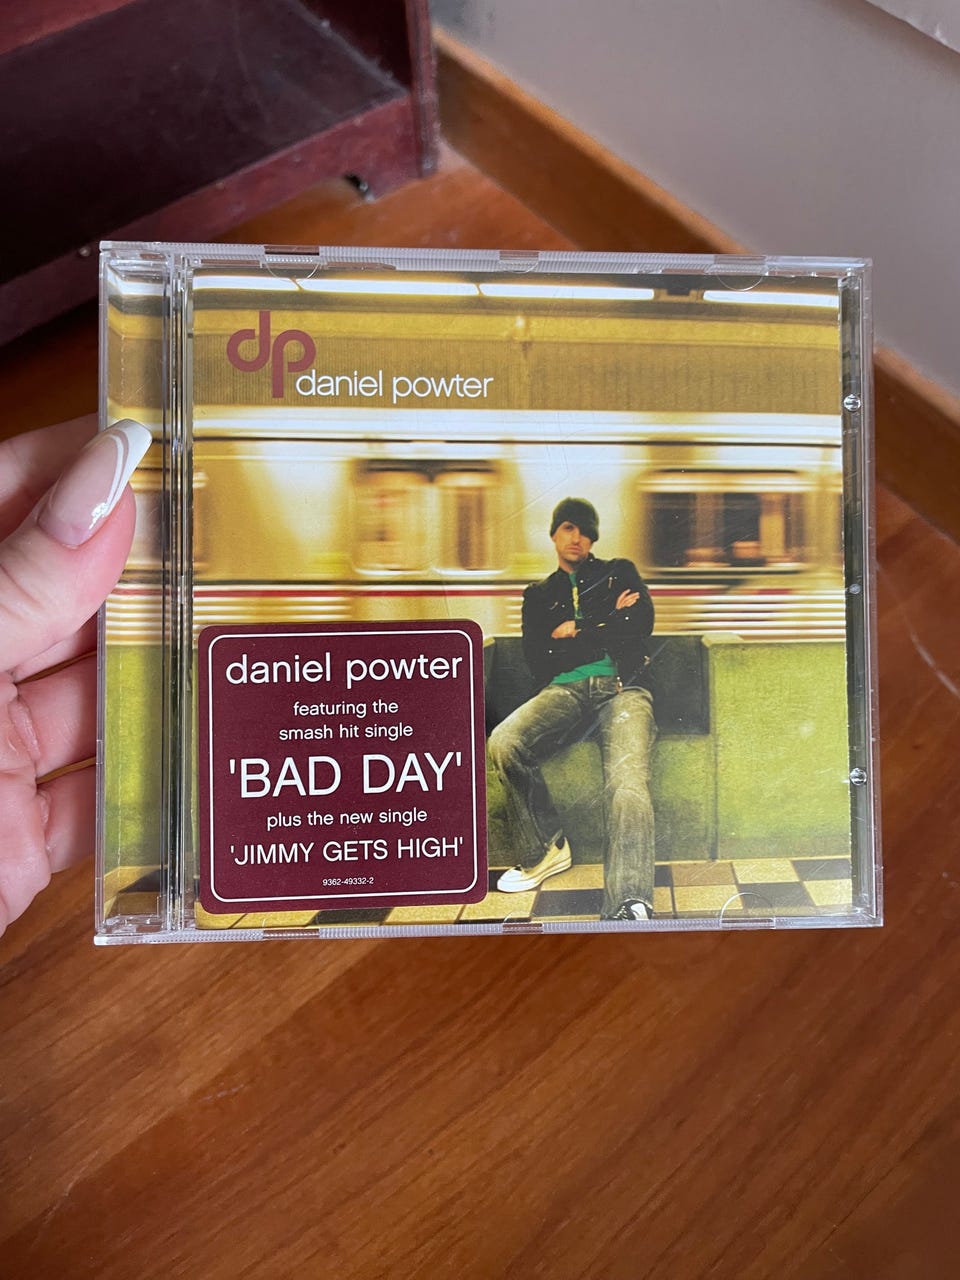 dp
daniel powter
daniel powter
featuring the
smash hit single
'BAD DAY'
plus the new single
'JIMMY GETS HIGH'
9362-49332-2